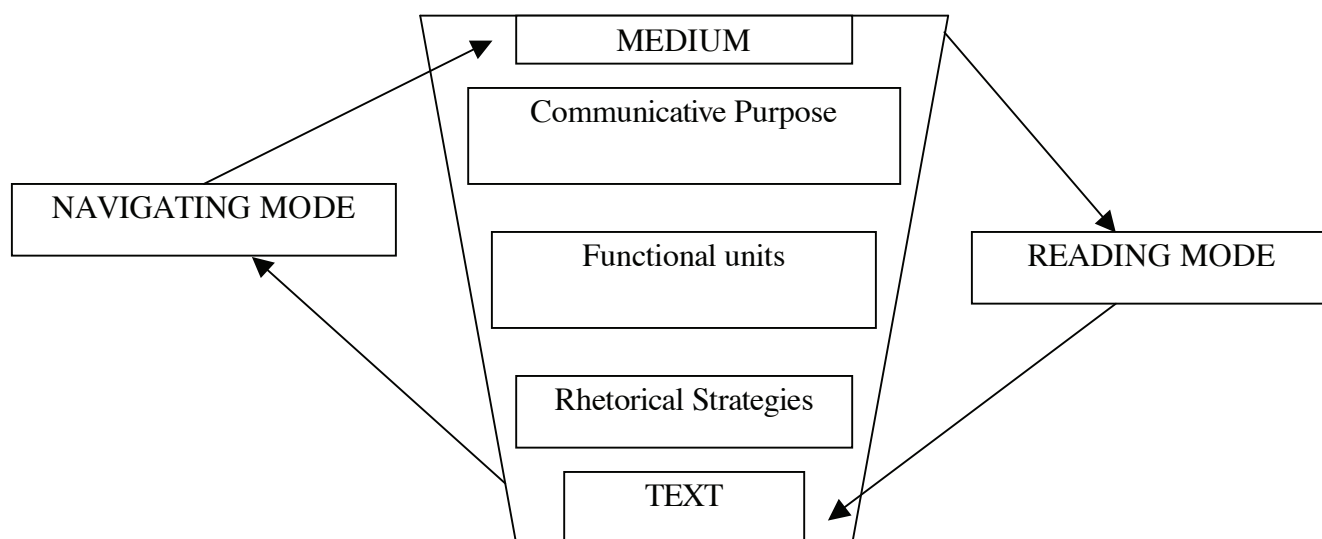 MEDIUM
Communicative Purpose
NAVIGATING MODE
Functional units
READING MODE
Rhetorical Strategies
TEXT